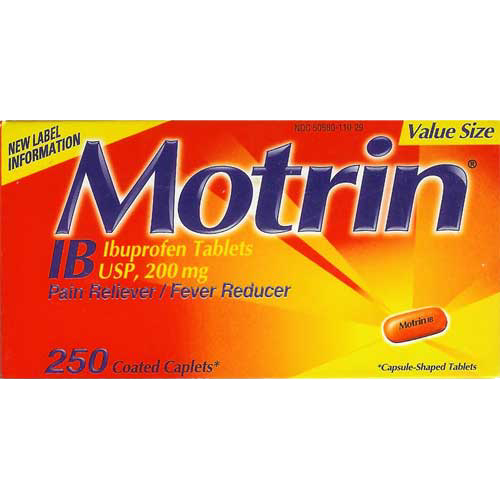 NEW LABEL
INFORMATION
NDC 50580-110-29
Value Size
Motrin®
IB Ibuprofen Tablets
USP, 200 mg
Pain Reliever / Fever Reducer
Motrin IB
250 Coated Caplets*
*Capsule-Shaped Tablets